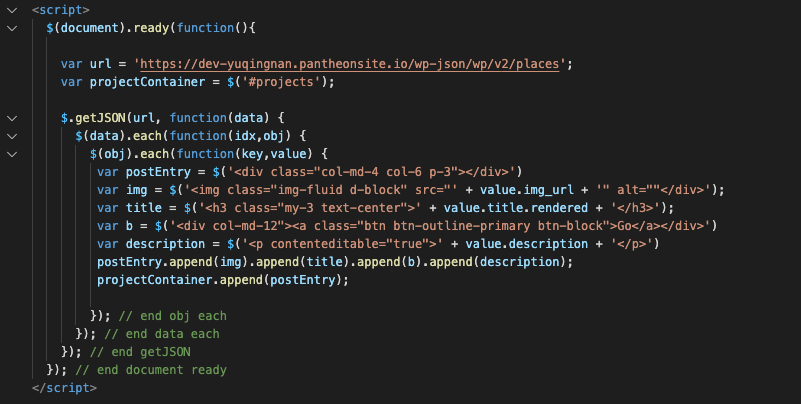 <script>
$(document).ready(function(){
var url = 'https://dev-yuqingnan.pantheonsite.io/wp-json/wp/v2/places';
var projectContainer = $('#projects');
$.getJSON(url, function(data) {
$(data).each(function(idx,obj) {
$(obj).each(function(key,value) {
var postEntry = $('<div class="col-md-4 col-6 p-3"></div>')
var img = $('<img class="img-fluid d-block" src="' + value.img_url + '" alt=""</div>');
var title = $('<h3 class="my-3 text-center">' + value.title.rendered + '</h3>');
var b = $('<div col-md-12"><a class="btn btn-outline-primary btn-block">Go</a></div>')
var description = $('<p contenteditable="true">' + value.description + '</p>')
postEntry.append(img).append(title).append(b).append(description);
projectContainer.append(postEntry);
}); // end obj each
}); // end data each
}); // end getJSON
}); // end document ready
</script>